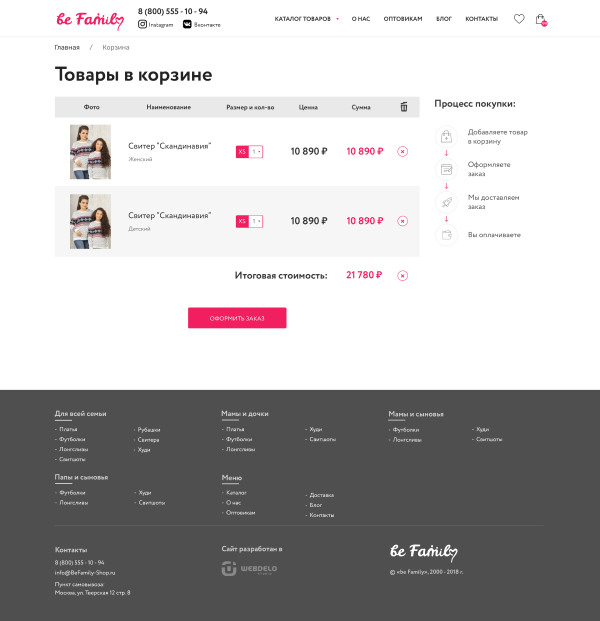 be Family
8 (800) 555 - 10 - 94
Instagram
Вконтакте
КАТАЛОГ ТОВАРОВ
О НАС
ОПТОВИКАМ
БЛОГ
КОНТАКТЫ
Главная / Корзина
Товары в корзине
Фото
Наименование
Размер и кол-во
Ценна
Сумма
Свитер "Скандинавия"
Женский
XS 1
10 890 ₽
10 890 ₽
Свитер "Скандинавия"
Детский
XS 1
10 890 ₽
10 890 ₽
Итоговая стоимость:
21 780 ₽
ОФОРМИТЬ ЗАКАЗ
Процесс покупки:
Добавляете товар
в корзину
Оформляете
заказ
Мы доставляем
заказ
Вы оплачиваете
Для всей семьи
- Платья
- Футболки
- Лонгсливы
- Свитшоты
- Рубашки
- Свитера
- Худи
Мамы и дочки
- Платья
- Футболки
- Лонгсливы
- Худи
- Свитшоты
Мамы и сыновья
- Футболки
- Лонгсливы
- Худи
- Свитшоты
Папы и сыновья
- Футболки
- Лонгсливы
- Худи
- Свитшоты
Меню
- Каталог
- О нас
- Оптовикам
- Доставка
- Блог
- Контакты
Контакты
8 (800) 555 - 10 - 94
info@BeFamily-Shop.ru
Пункт самовывоза:
Москва, ул. Тверская 12 стр. 8
Сайт разработан в
WEBDELO
be Family
© «be Family», 2000 - 2018 г.